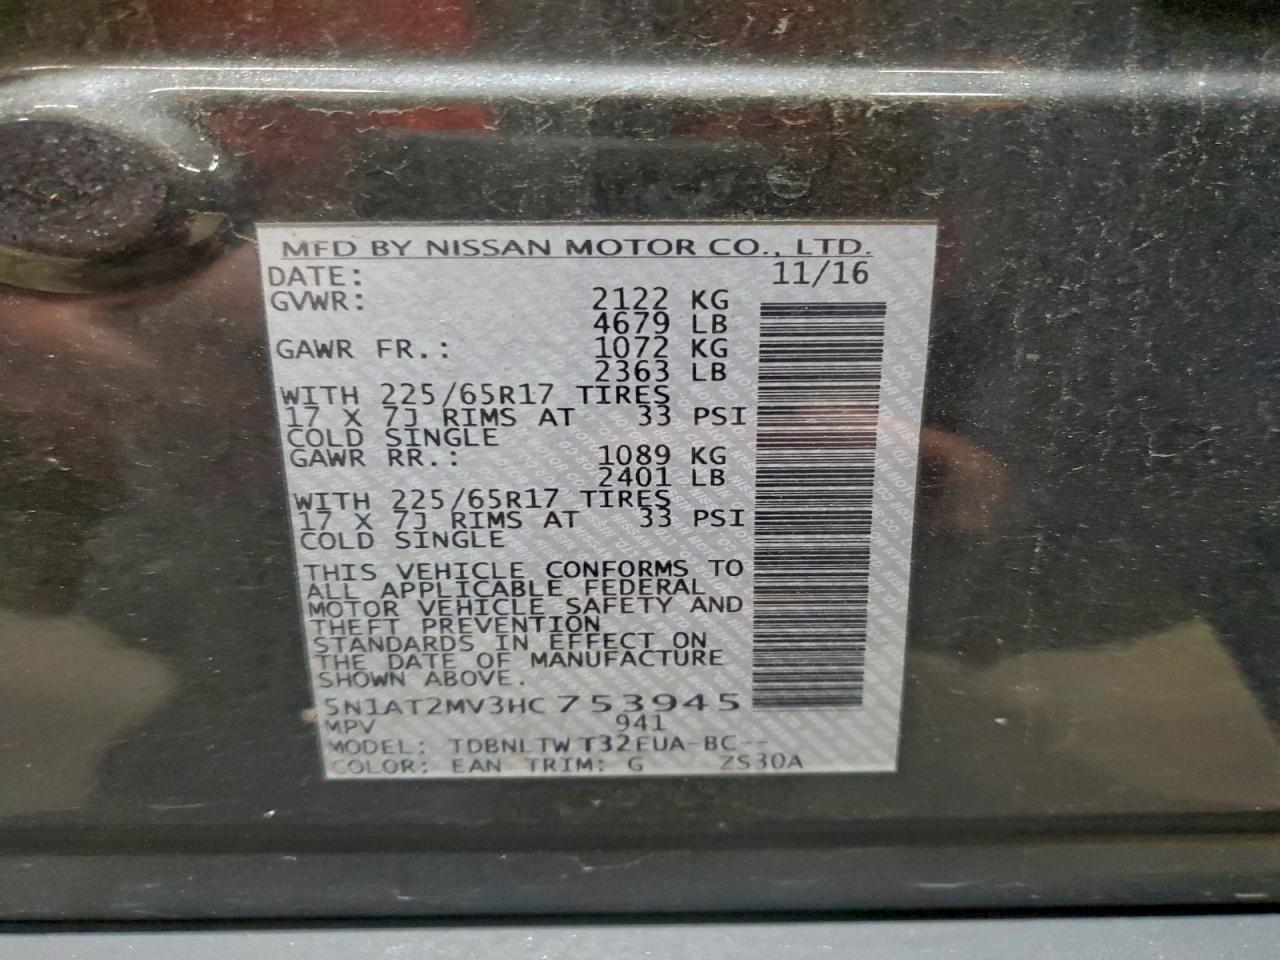 MFD BY NISSAN MOTOR CO., LTD.
DATE: 11/16
GVWR: 2122 KG
4679 LB
GAWR FR.: 1072 KG
2363 LB
WITH 225/65R17 TIRES
17 X 7J RIMS AT 33 PSI
COLD SINGLE
GAWR RR.: 1089 KG
2401 LB
WITH 225/65R17 TIRES
17 X 7J RIMS AT 33 PSI
COLD SINGLE
THIS VEHICLE CONFORMS TO
ALL APPLICABLE FEDERAL
MOTOR VEHICLE SAFETY AND
THEFT PREVENTION
STANDARDS IN EFFECT ON
THE DATE OF MANUFACTURE
SHOWN ABOVE.
5N1AT2MV3HC753945
MPV 941
MODEL: TDBNLTW T32EUA-BC--
COLOR: EAN TRIM: G ZS30A